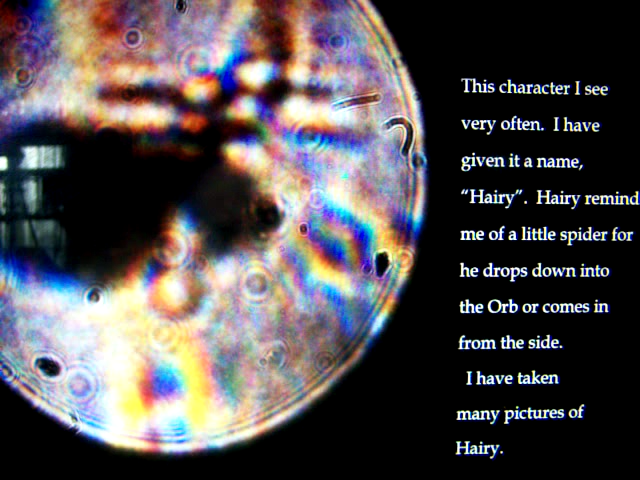 This character I see
very often. I have
given it a name,
“Hairy”. Hairy remind
me of a little spider for
he drops down into
the Orb or comes in
from the side.
I have taken
many pictures of
Hairy.